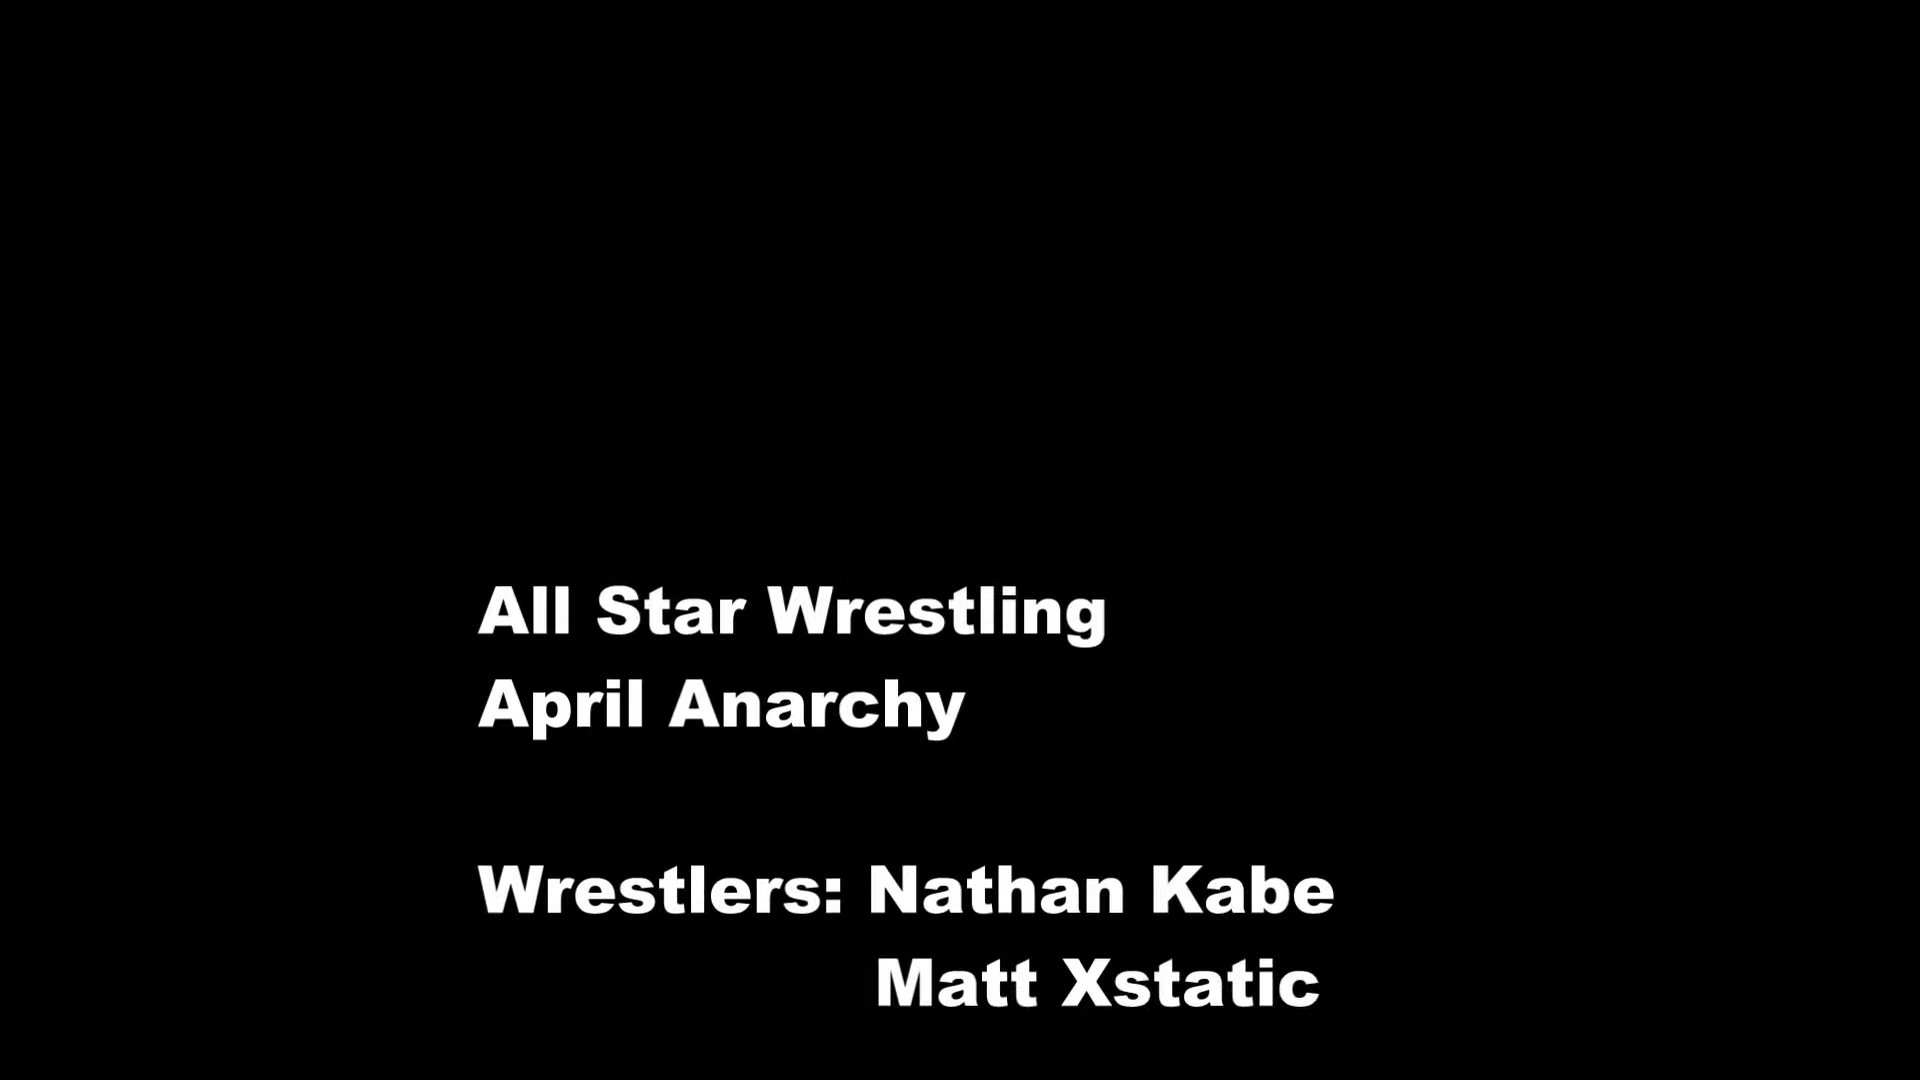 All Star Wrestling
April Anarchy
Wrestlers: Nathan Kabe
Matt Xstatic